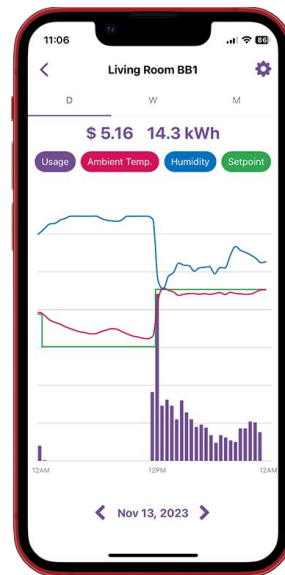 11:06 86
Living Room BB1
D W M
$ 5.16 14.3 kWh
Usage Ambient Temp. Humidity Setpoint
12AM 12PM 12AM
Nov 13, 2023